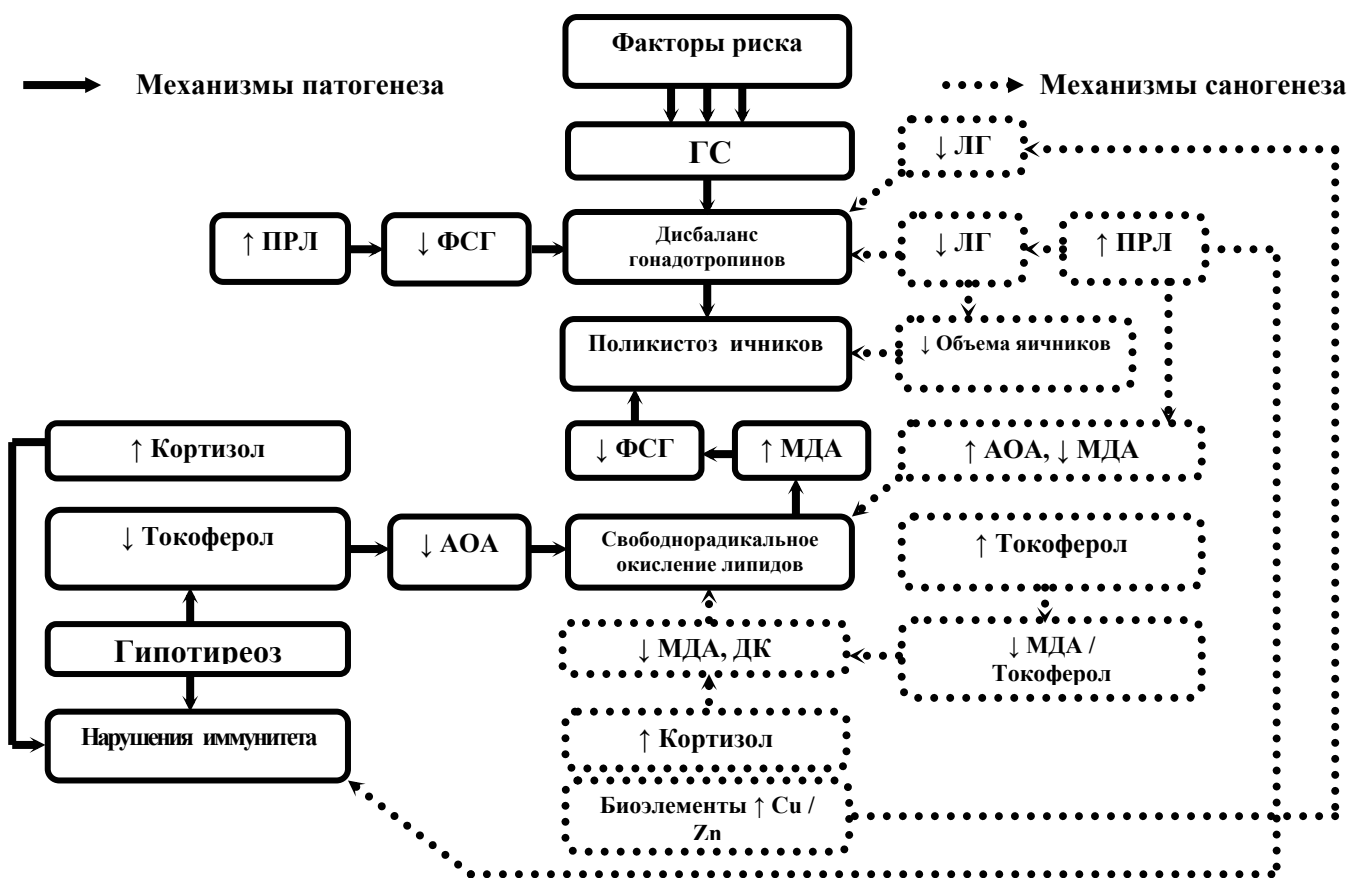 Факторы риска
Механизмы патогенеза
Механизмы саногенеза
ГС
↓ ЛГ
↑ ПРЛ
↓ ФСГ
Дисбаланс
гонадотропинов
↓ ЛГ
↑ ПРЛ
Поликистоз ичников
↓ Объема яичников
↑ Кортизол
↓ ФСГ
↑ МДА
↑ АОА, ↓ МДА
↓ Токоферол
↓ АОА
Свободнорадикальное
окисление липидов
↑ Токоферол
Гипотиреоз
↓ МДА, ДК
↓ МДА /
Токоферол
Нарушения иммунитета
↑ Кортизол
Биоэлементы ↑ Cu /
Zn